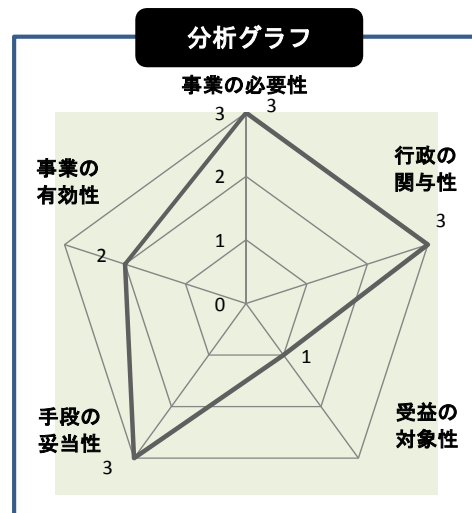 分析グラフ
事業の必要性
3
3
行政の
関与性
3
事業の
有効性
2
2
1
0
1
受益の
対象性
手段の
妥当性
3